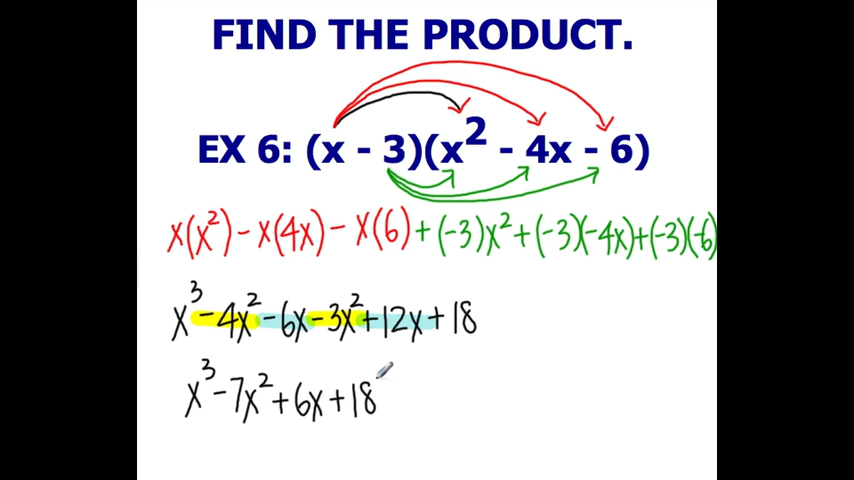 FIND THE PRODUCT.
EX 6: (x - 3)(x² - 4x - 6)
x(x²) - x(4x) - x(6) + (-3)x² + (-3)(-4x) + (-3)(-6)
x³ - 4x² - 6x - 3x² + 12x + 18
x³ - 7x² + 6x + 18